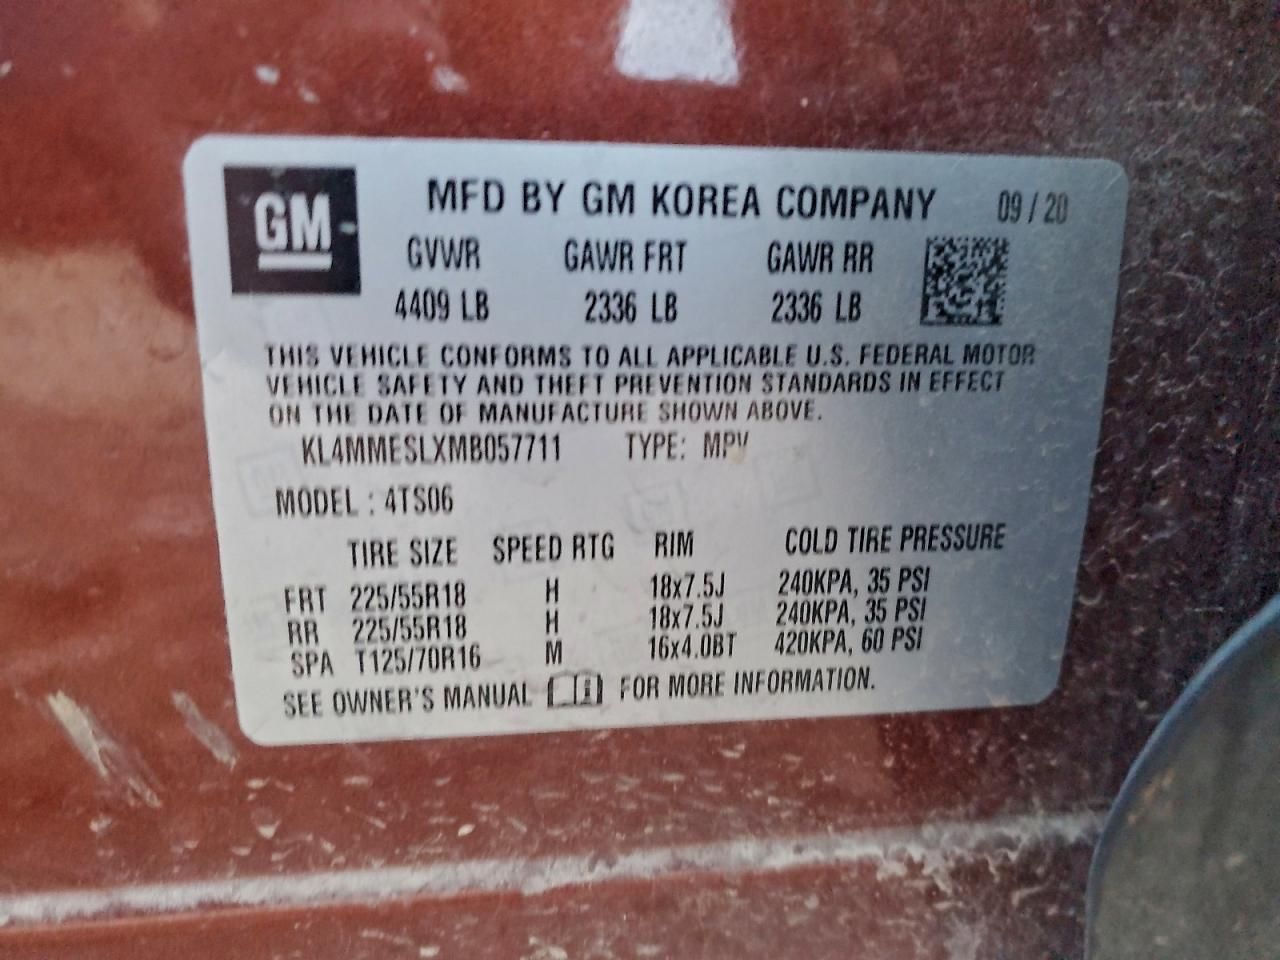 GM
MFD BY GM KOREA COMPANY 09/20
GVWR GAWR FRT GAWR RR
4409 LB 2336 LB 2336 LB
THIS VEHICLE CONFORMS TO ALL APPLICABLE U.S. FEDERAL MOTOR
VEHICLE SAFETY AND THEFT PREVENTION STANDARDS IN EFFECT
ON THE DATE OF MANUFACTURE SHOWN ABOVE.
KL4MMESLXMB057711 TYPE: MPV
MODEL : 4TS06
TIRE SIZE SPEED RTG RIM COLD TIRE PRESSURE
FRT 225/55R18 H 18x7.5J 240KPA, 35 PSI
RR 225/55R18 H 18x7.5J 240KPA, 35 PSI
SPA T125/70R16 M 16x4.0BT 420KPA, 60 PSI
SEE OWNER'S MANUAL FOR MORE INFORMATION.